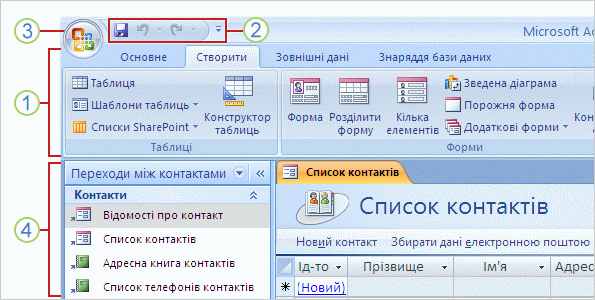 3
2
Microsoft Ac
Основне Створити Зовнішні дані Знаряддя бази даних
1
Таблиця
Шаблони таблиць
Списки SharePoint
Конструктор таблиць
Таблиці
Форма
Розділити форму
Кілька елементів
Зведена діаграма
Порожня форма
Додаткові форми
Форми
4
Переходи між контактами
Контакти
Відомості про контакт
Список контактів
Адресна книга контактів
Список телефонів контактів
Список контактів
Список контактів
Новий контакт Збирати дані електронною поштою
Ід-то Прізвище Ім'я Адрес
(Новий)